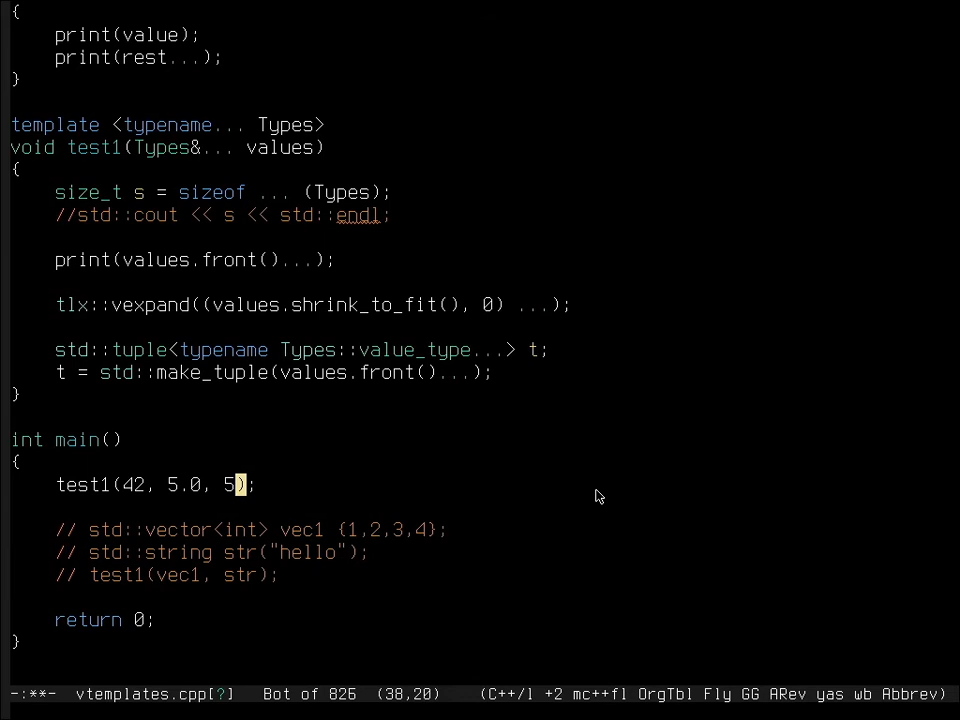 {
    print(value);
    print(rest...);
}
template <typename... Types>
void test1(Types&... values)
{
    size_t s = sizeof ... (Types);
    //std::cout << s << std::endl;
    print(values.front()...);
    tlx::vexpand((values.shrink_to_fit(), 0) ...);
    std::tuple<typename Types::value_type...> t;
    t = std::make_tuple(values.front()...);
}
int main()
{
    test1(42, 5.0, 5);
    // std::vector<int> vec1 {1,2,3,4};
    // std::string str("hello");
    // test1(vec1, str);
    return 0;
}
-:**-  vtemplates.cpp[?]   Bot of 826  (38,20)    (C++/l +2 mc++fl OrgTbl Fly GG ARev yas wb Abbrev)